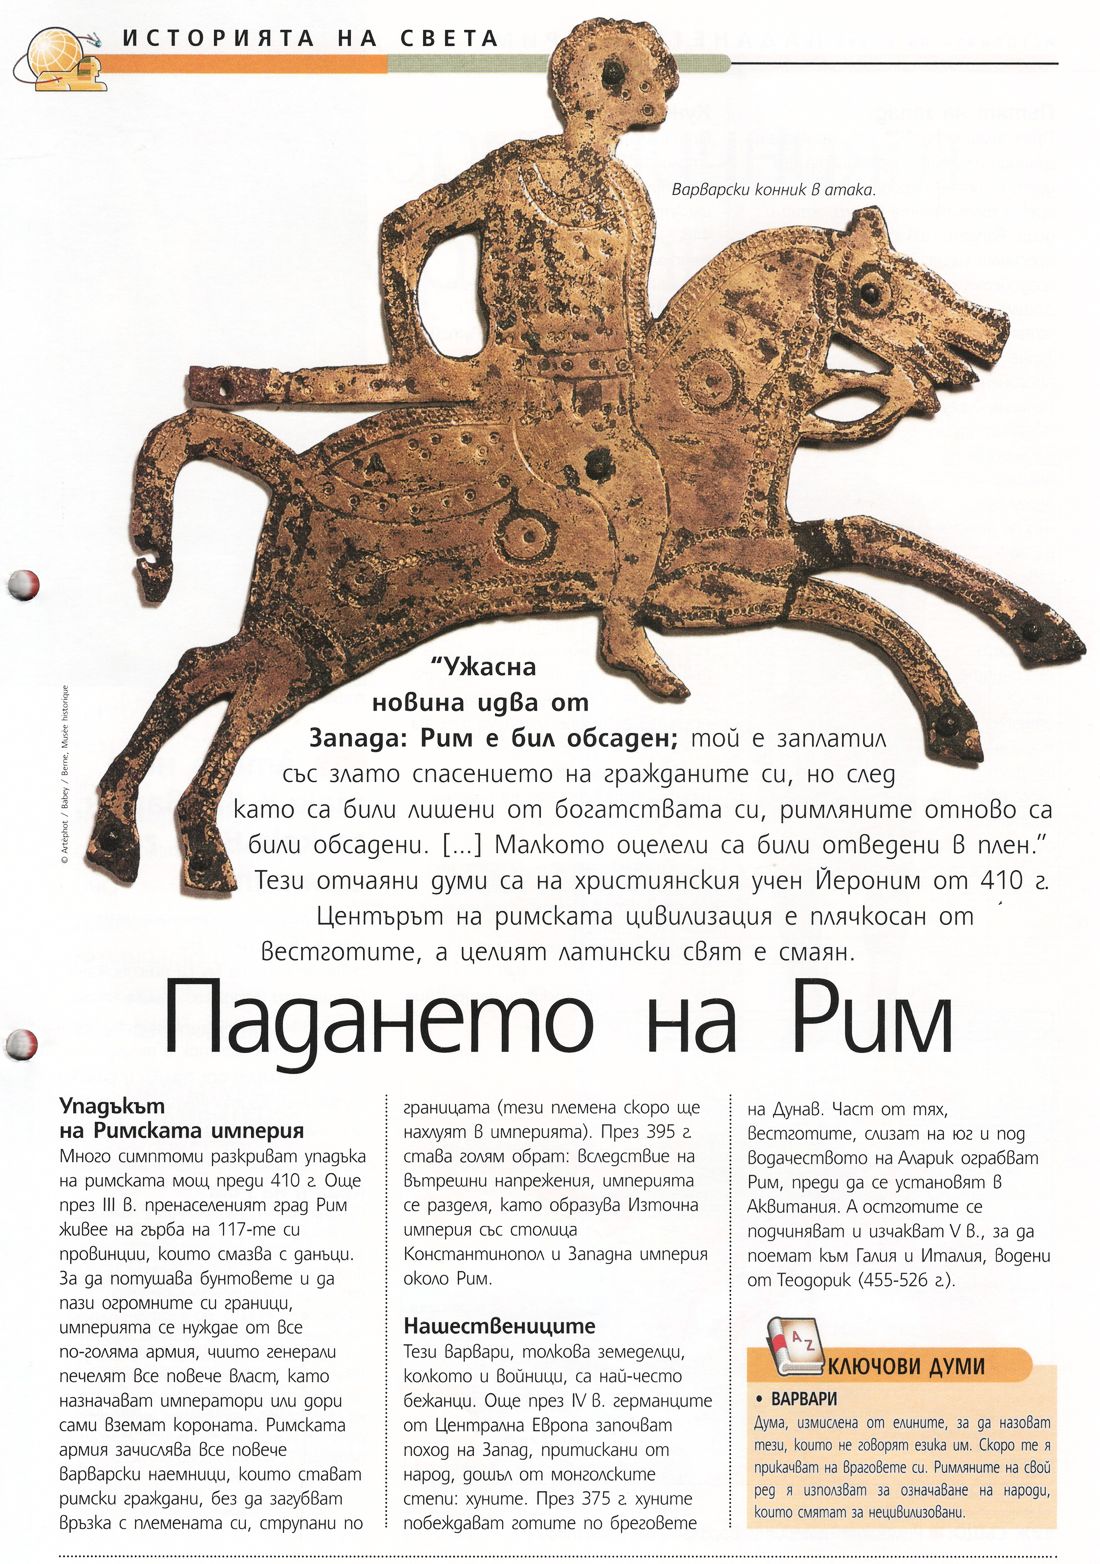 ИСТОРИЯТА НА СВЕТА
Варварски конник в атака.
© Artéphot / Babey / Berne, Musée historique
“Ужасна
новина идва от
Запада: Рим е бил обсаден; той е заплатил
със злато спасението на гражданите си, но след
като са били лишени от богатствата си, римляните отново са
били обсадени. [...] Малкото оцелели са били отведени в плен.”
Тези отчаяни думи са на християнския учен Йероним от 410 г.
Центърът на римската цивилизация е плячкосан от
вестготите, а целият латински свят е смаян.
Падането на Рим
Упадъкът
на Римската империя
Много симптоми разкриват упадъка
на римската мощ преди 410 г. Още
през III в. пренаселеният град Рим
живее на гърба на 117-те си
провинции, които смазва с данъци.
За да потушава бунтовете и да
пази огромните си граници,
империята се нуждае от все
по-голяма армия, чиито генерали
печелят все повече власт, като
назначават императори или дори
сами вземат короната. Римската
армия зачислява все повече
варварски наемници, които стават
римски граждани, без да загубват
връзка с племената си, струпани по
границата (тези племена скоро ще
нахлуят в империята). През 395 г.
става голям обрат: вследствие на
вътрешни напрежения, империята
се разделя, като образува Източна
империя със столица
Константинопол и Западна империя
около Рим.
Нашествениците
Тези варвари, толкова земеделци,
колкото и войници, са най-често
бежанци. Още през IV в. германците
от Централна Европа започват
поход на Запад, притискани от
народ, дошъл от монголските
степи: хуните. През 375 г. хуните
побеждават готите по бреговете
на Дунав. Част от тях,
вестготите, слизат на юг и под
водачеството на Аларик ограбват
Рим, преди да се установят в
Аквитания. А остготите се
подчиняват и изчакват V в., за да
поемат към Галия и Италия, водени
от Теодорик (455-526 г.).
A Z
КЛЮЧОВИ ДУМИ
• ВАРВАРИ
Дума, измислена от елините, за да назоват
тези, които не говорят езика им. Скоро те я
прикачват на враговете си. Римляните на свой
ред я използват за означаване на народи,
които смятат за нецивилизовани.